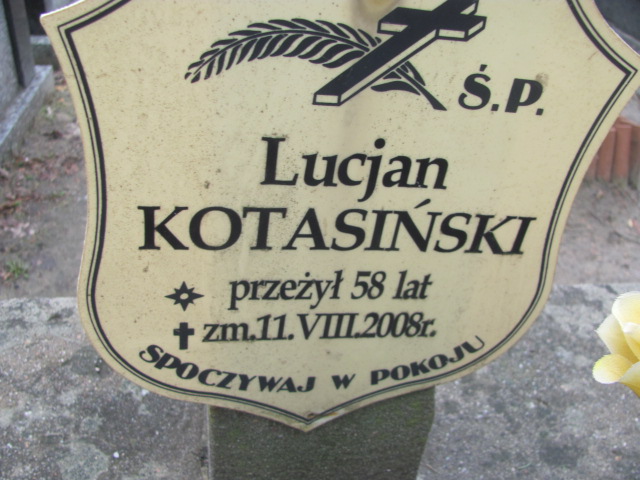 Ś.P.
Lucjan
KOTASIŃSKI
przeżył 58 lat
zm.11.VIII.2008r.
SPOCZYWAJ W POKOJU